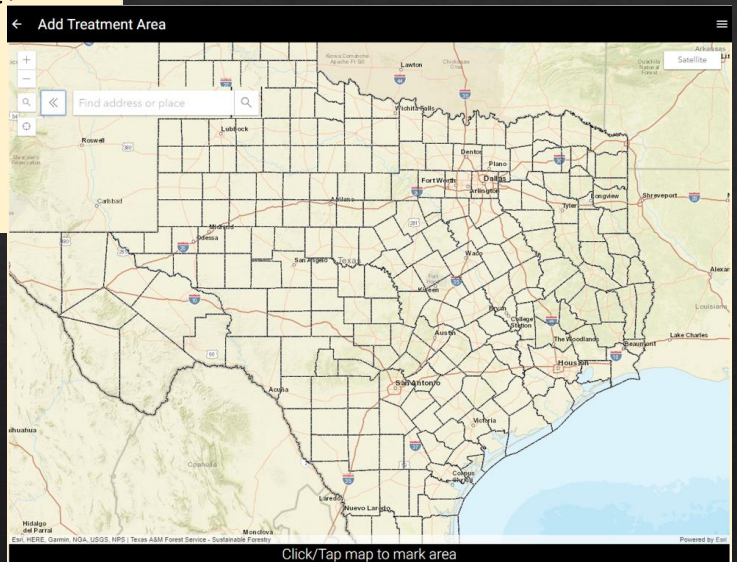 Add Treatment Area
Satellite
Find address or place
Arkansas
Lawton
Wichita Falls
Roswell
Lubbock
Denton
Plano
Fort Worth
Dallas
Arlington
Carlsbad
Abilene
Tyler
Longview
Shreveport
Midland
Odessa
San Angelo
Texas
Waco
Killeen
Alexan
Bryan
College
Station
Louisiana
Austin
The Woodlands
Beaumont
Lake Charles
Houston
San Antonio
Acuña
Victoria
ihuahua
Coahuila
Corpus
Christi
Laredo
Nuevo Laredo
Hidalgo
del Parral
Monclova
Esri, HERE, Garmin, NGA, USGS, NPS | Texas A&M Forest Service - Sustainable Forestry
Powered by Esri
Click/Tap map to mark area